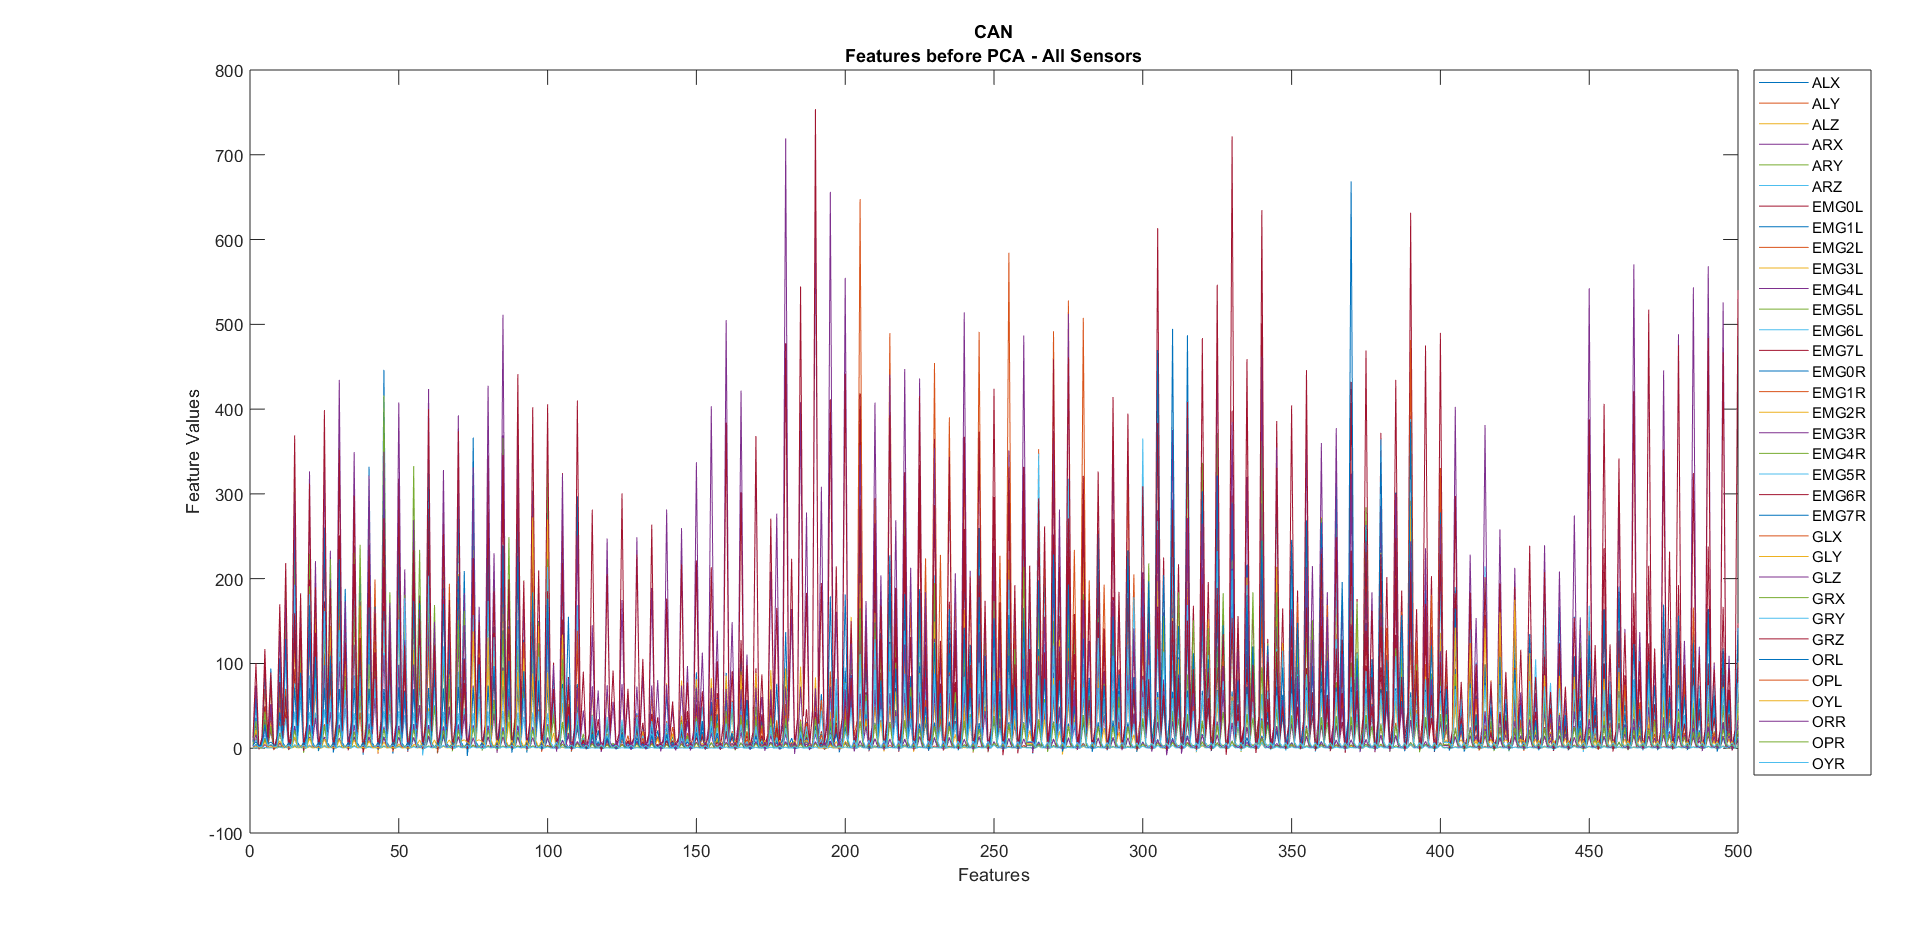 CAN
Features before PCA - All Sensors
800
700
600
500
400
300
200
100
0
-100
Feature Values
0 50 100 150 200 250 300 350 400 450 500
Features
ALX
ALY
ALZ
ARX
ARY
ARZ
EMG0L
EMG1L
EMG2L
EMG3L
EMG4L
EMG5L
EMG6L
EMG7L
EMG0R
EMG1R
EMG2R
EMG3R
EMG4R
EMG5R
EMG6R
EMG7R
GLX
GLY
GLZ
GRX
GRY
GRZ
ORL
OPL
OYL
ORR
OPR
OYR